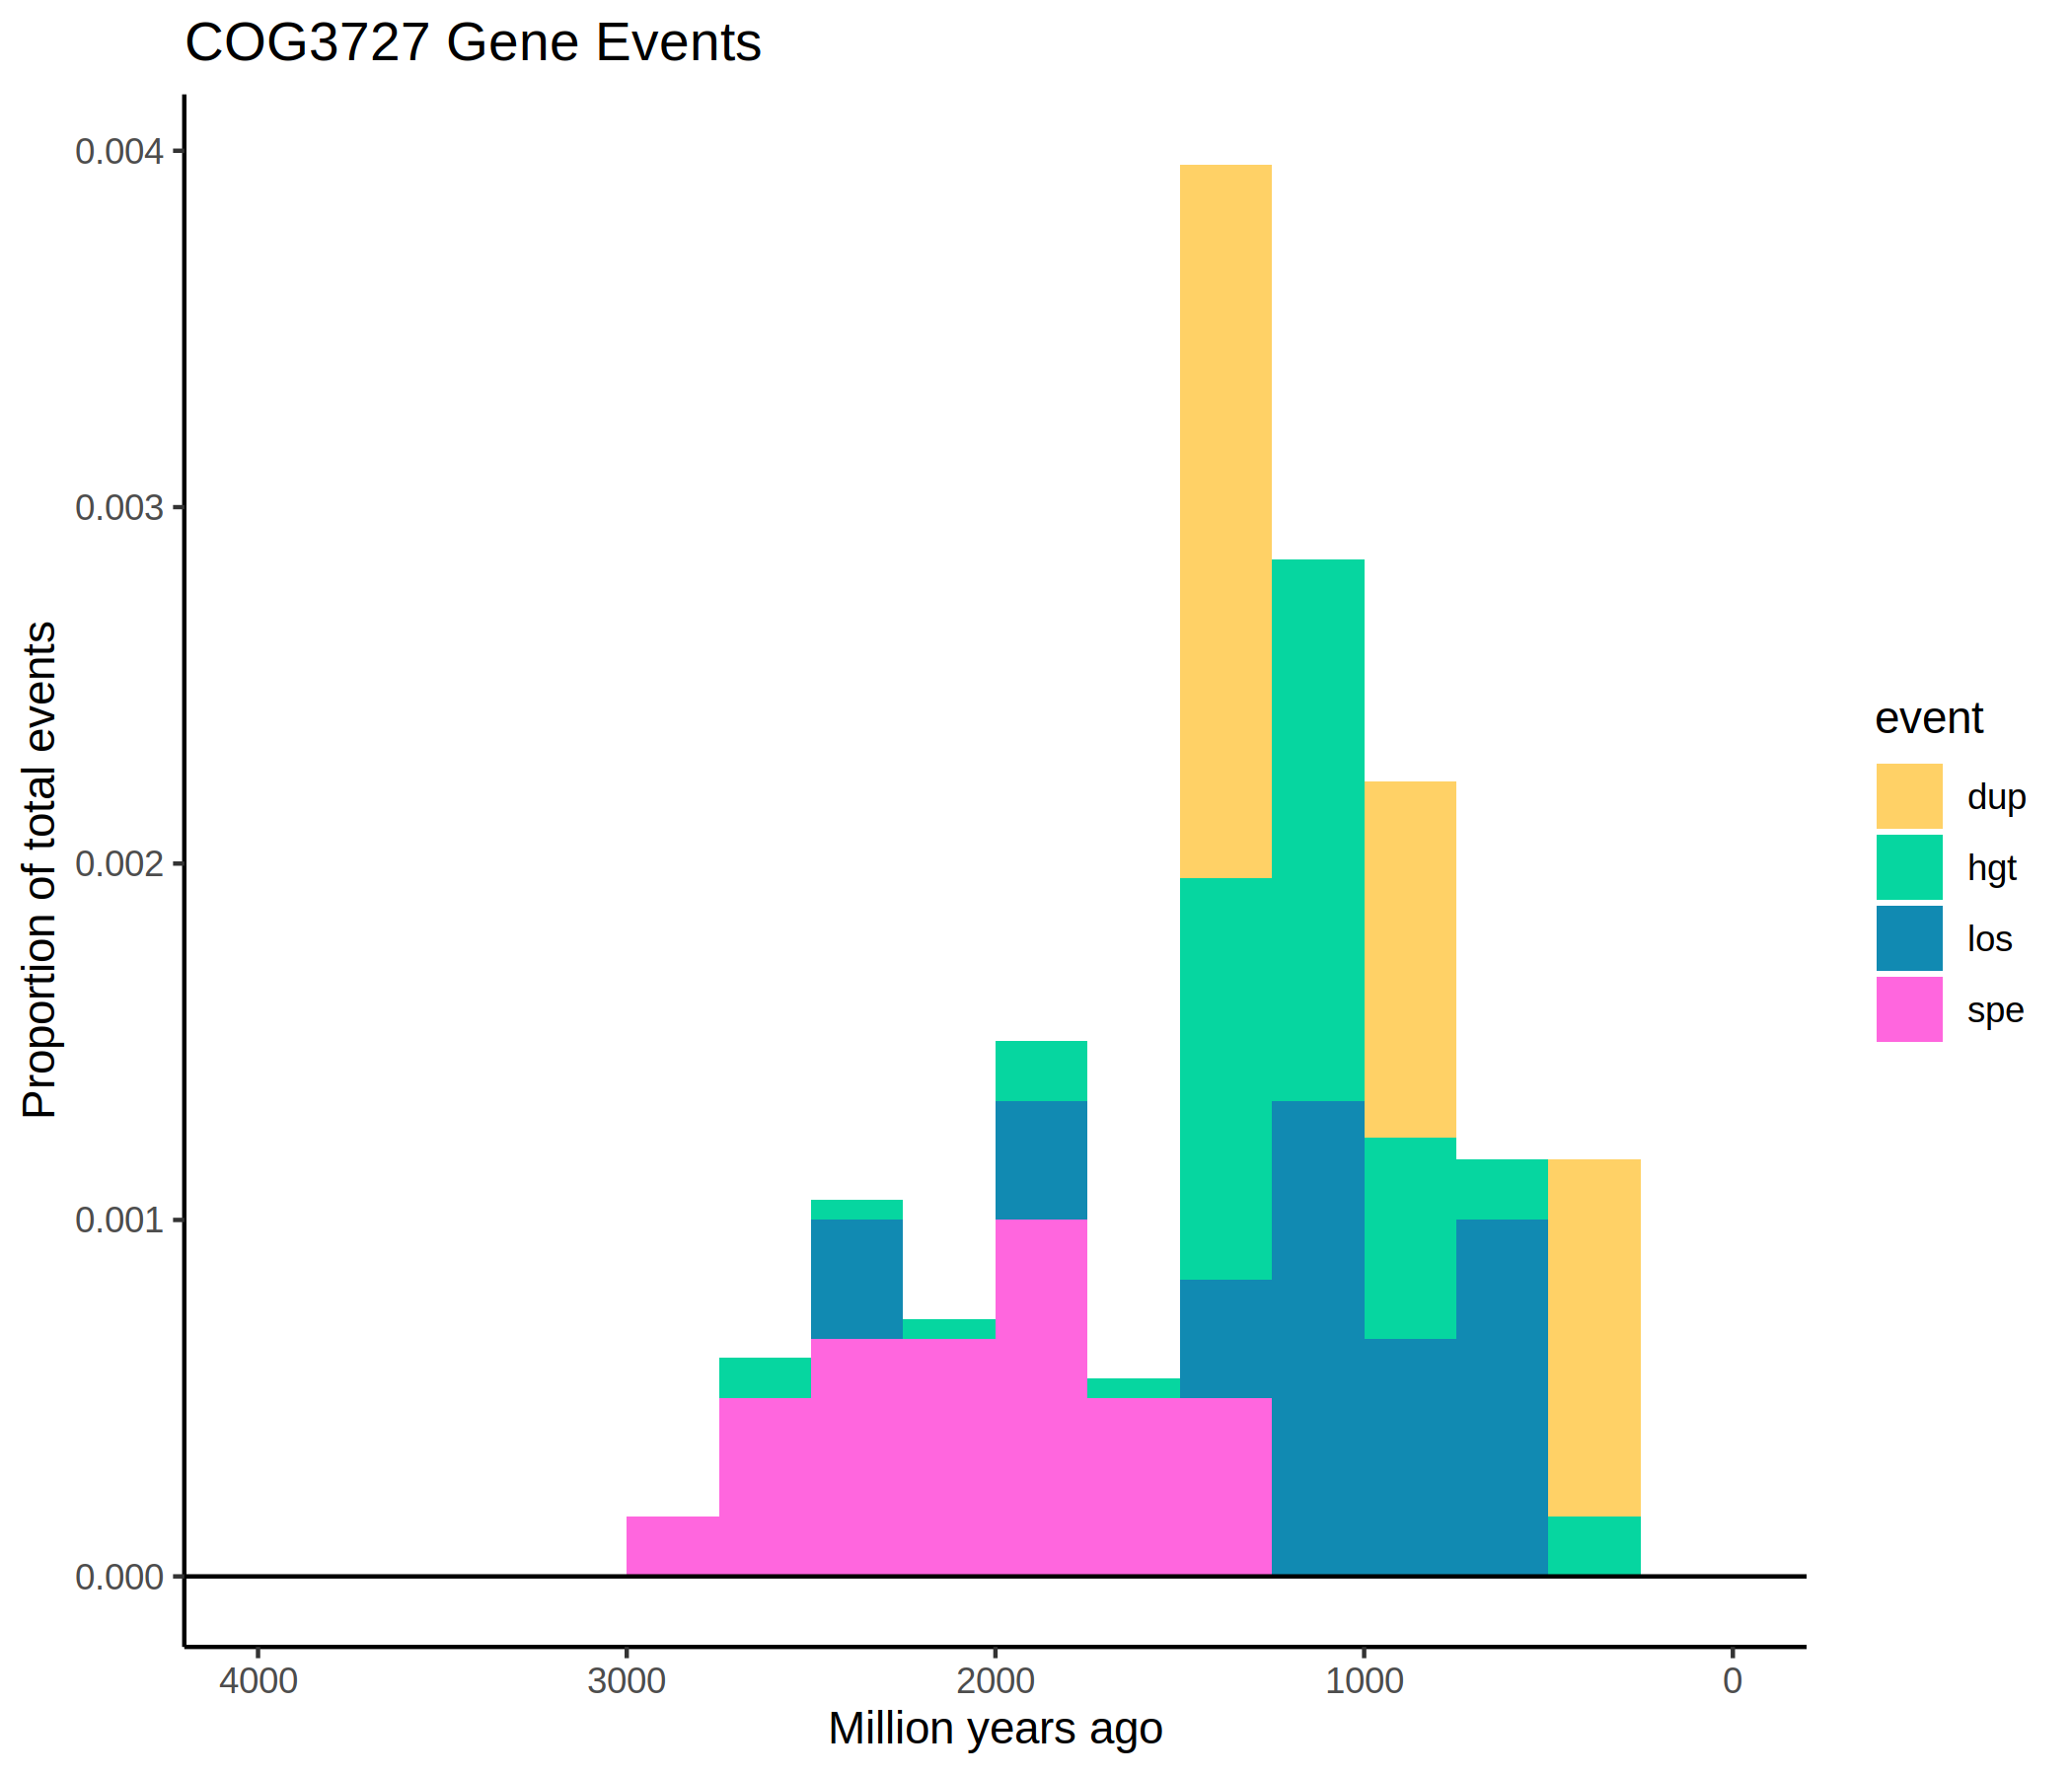 COG3727 Gene Events
Proportion of total events
0.004
0.003
0.002
0.001
0.000
4000 3000 2000 1000 0
Million years ago
event
dup
hgt
los
spe